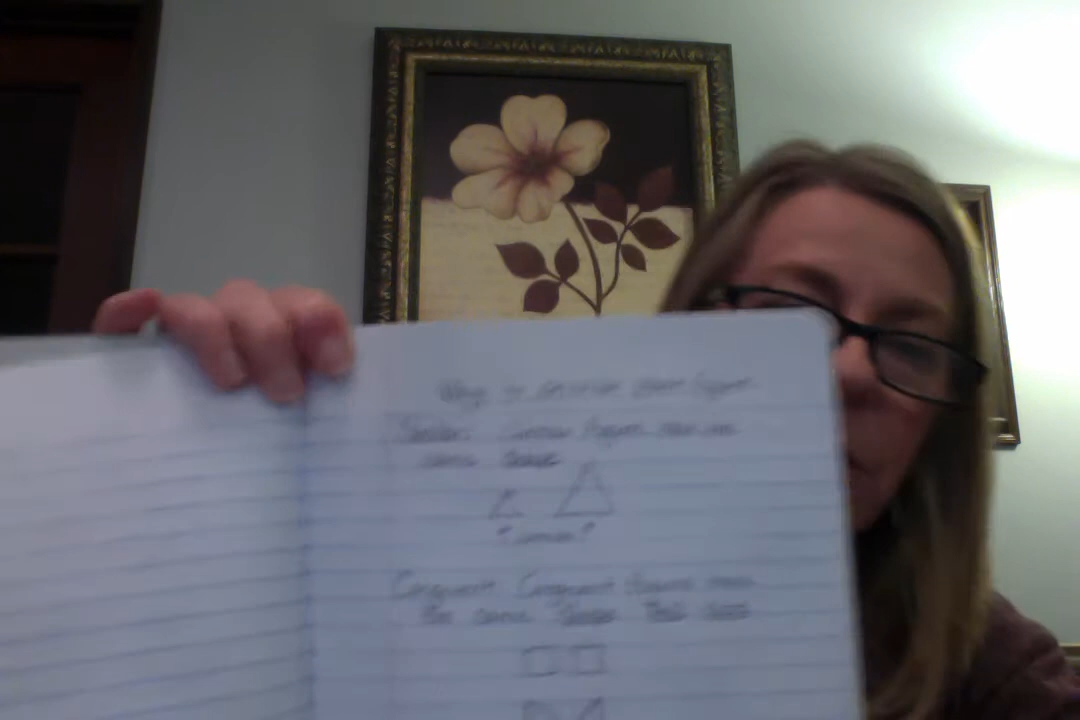 Ways to describe plane figures
Similar: Similar figures have the
same shape
"Similar"
Congruent: Congruent figures have
the same shape and size